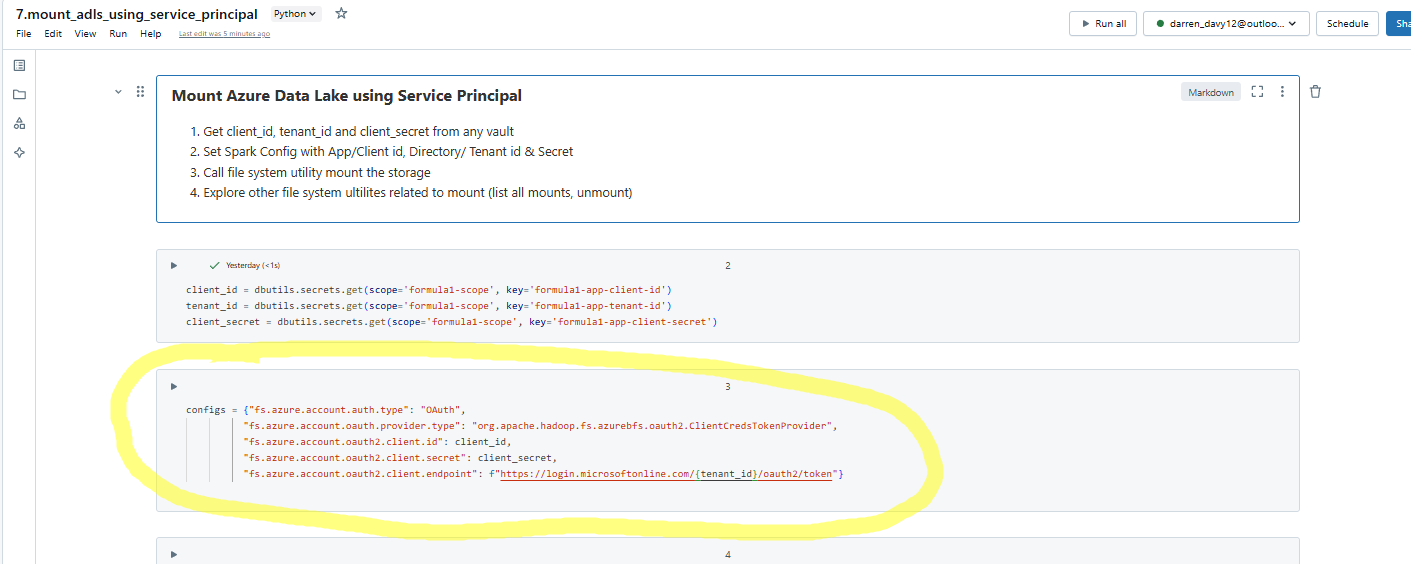 7.mount_adls_using_service_principal Python
File Edit View Run Help Last edit was 5 minutes ago
Run all darren_davy12@outloo... Schedule Sha
Mount Azure Data Lake using Service Principal
Markdown
1. Get client_id, tenant_id and client_secret from any vault
2. Set Spark Config with App/Client id, Directory/ Tenant id & Secret
3. Call file system utility mount the storage
4. Explore other file system ultilites related to mount (list all mounts, unmount)
Yesterday (<1s) 2
client_id = dbutils.secrets.get(scope='formula1-scope', key='formula1-app-client-id')
tenant_id = dbutils.secrets.get(scope='formula1-scope', key='formula1-app-tenant-id')
client_secret = dbutils.secrets.get(scope='formula1-scope', key='formula1-app-client-secret')
3
configs = {"fs.azure.account.auth.type": "OAuth",
"fs.azure.account.oauth.provider.type": "org.apache.hadoop.fs.azurebfs.oauth2.ClientCredsTokenProvider",
"fs.azure.account.oauth2.client.id": client_id,
"fs.azure.account.oauth2.client.secret": client_secret,
"fs.azure.account.oauth2.client.endpoint": f"https://login.microsoftonline.com/{tenant_id}/oauth2/token"}
4